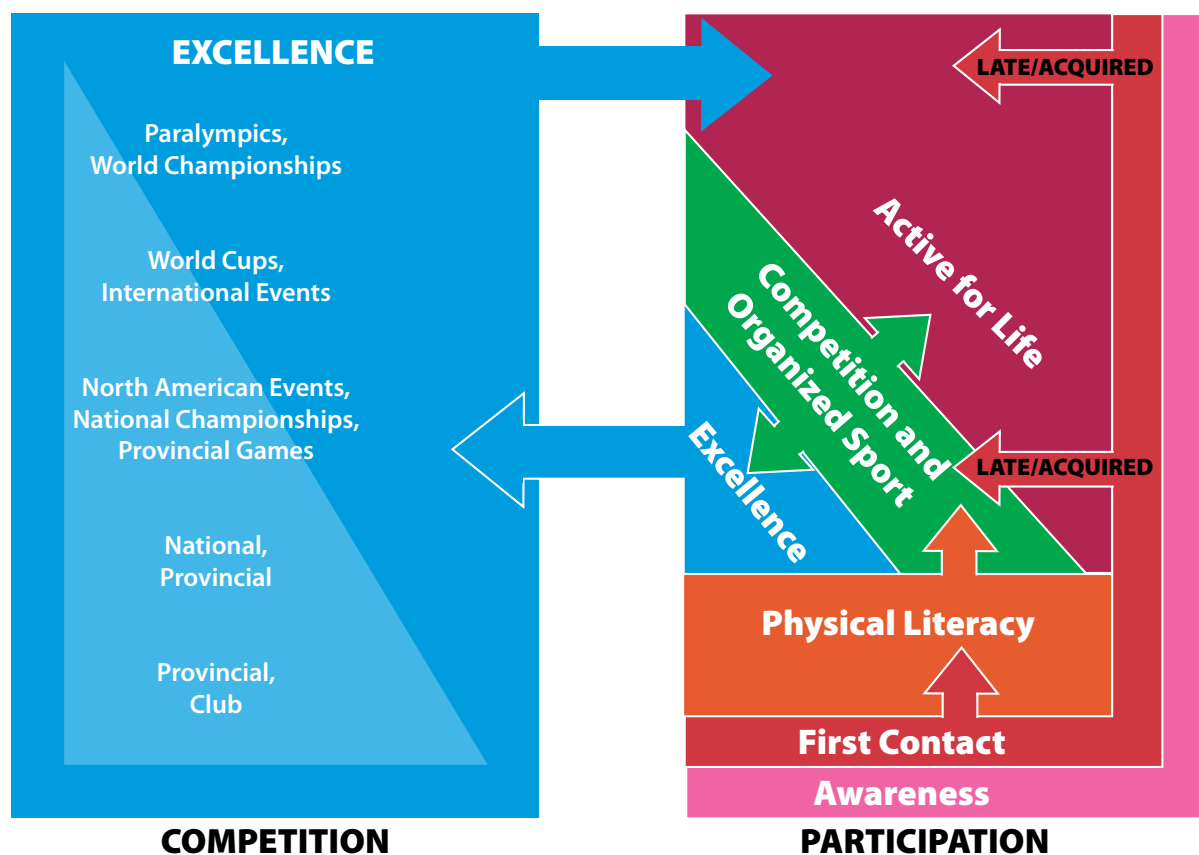 EXCELLENCE
Paralympics,
World Championships
World Cups,
International Events
North American Events,
National Championships,
Provincial Games
National,
Provincial
Provincial,
Club
COMPETITION
LATE/ACQUIRED
Active for Life
Competition and
Organized Sport
LATE/ACQUIRED
Excellence
Physical Literacy
First Contact
Awareness
PARTICIPATION